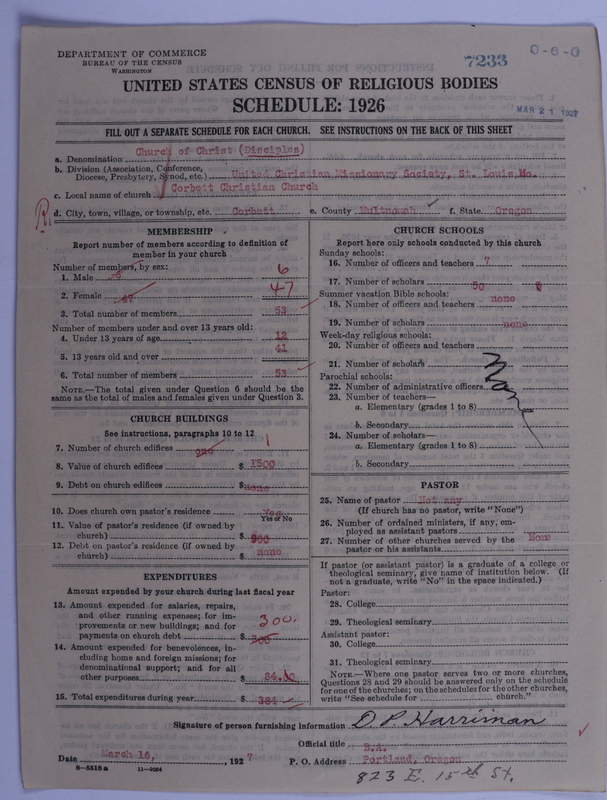 DEPARTMENT OF COMMERCE
BUREAU OF THE CENSUS
WASHINGTON
7233
0-6-0
UNITED STATES CENSUS OF RELIGIOUS BODIES
SCHEDULE: 1926
MAR 21 1927
FILL OUT A SEPARATE SCHEDULE FOR EACH CHURCH. SEE INSTRUCTIONS ON THE BACK OF THIS SHEET
a. Denomination Church of Christ (Disciples)
b. Division (Association, Conference, Diocese, Presbytery, Synod, etc.) United Christian Missionary Society, St. Louis, Mo.
c. Local name of church Corbett Christian Church
d. City, town, village, or township, etc. Corbett e. County Multnomah f. State Oregon
MEMBERSHIP
Report number of members according to definition of
member in your church
Number of members, by sex:
1. Male 6
2. Female 47
3. Total number of members 53
Number of members under and over 13 years old:
4. Under 13 years of age 12
5. 13 years old and over 41
6. Total number of members 53
NOTE.—The total given under Question 6 should be the
same as the total of males and females given under Question 3.
CHURCH BUILDINGS
See instructions, paragraphs 10 to 12
7. Number of church edifices one 1
8. Value of church edifices $ 1500
9. Debt on church edifices $ none
10. Does church own pastor's residence Yes
Yes or No
11. Value of pastor's residence (if owned by
church) $ 900
12. Debt on pastor's residence (if owned by
church) $ none
EXPENDITURES
Amount expended by your church during last fiscal year
13. Amount expended for salaries, repairs,
and other running expenses; for im-
provements or new buildings; and for
payments on church debt $ 300.
14. Amount expended for benevolences, in-
cluding home and foreign missions; for
denominational support; and for all
other purposes $ 84.00
15. Total expenditures during year $ 384
CHURCH SCHOOLS
Report here only schools conducted by this church
Sunday schools:
16. Number of officers and teachers 7
17. Number of scholars 50
Summer vacation Bible schools:
18. Number of officers and teachers none
19. Number of scholars none
Week-day religious schools:
20. Number of officers and teachers
21. Number of scholars
Parochial schools:
22. Number of administrative officers
None
23. Number of teachers—
a. Elementary (grades 1 to 8)
b. Secondary
24. Number of scholars—
a. Elementary (grades 1 to 8)
b. Secondary
PASTOR
25. Name of pastor Not any
(If church has no pastor, write "None")
26. Number of ordained ministers, if any, em-
ployed as assistant pastors
27. Number of other churches served by the None
pastor or his assistants
If pastor (or assistant pastor) is a graduate of a college or
theological seminary, give name of institution below. (If
not a graduate, write "No" in the space indicated.)
Pastor:
28. College
29. Theological seminary
Assistant pastor:
30. College
31. Theological seminary
NOTE.—Where one pastor serves two or more churches,
Questions 28 and 29 should be answered only on the schedule
for one of the churches; on the schedules for the other churches,
write "See schedule for church."
Signature of person furnishing information D. P. Harriman
Official title B.A.
Date March 16, 1927 P. O. Address Portland, Oregon
8-5518 a 11-9084
823 E. 15th St.